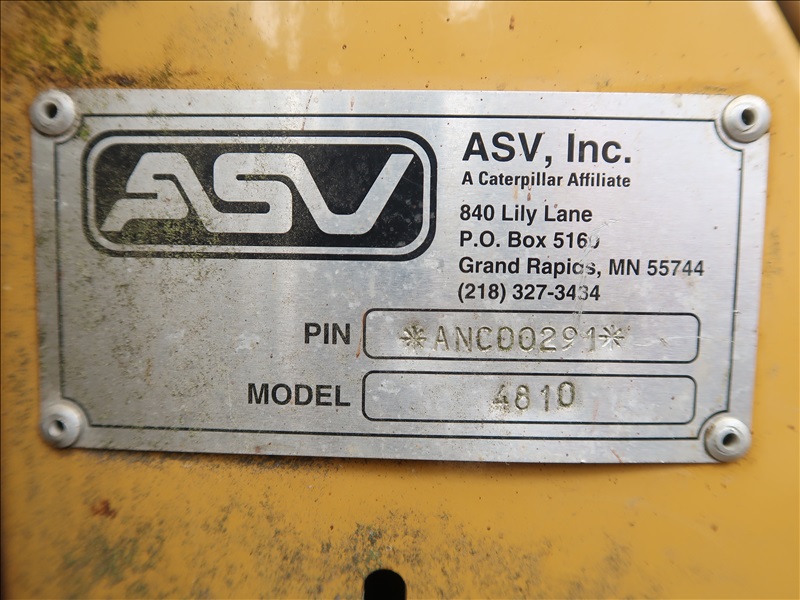 ASV
ASV, Inc.
A Caterpillar Affiliate
840 Lily Lane
P.O. Box 5160
Grand Rapids, MN 55744
(218) 327-3434
PIN *ANCD0291*
MODEL 4810